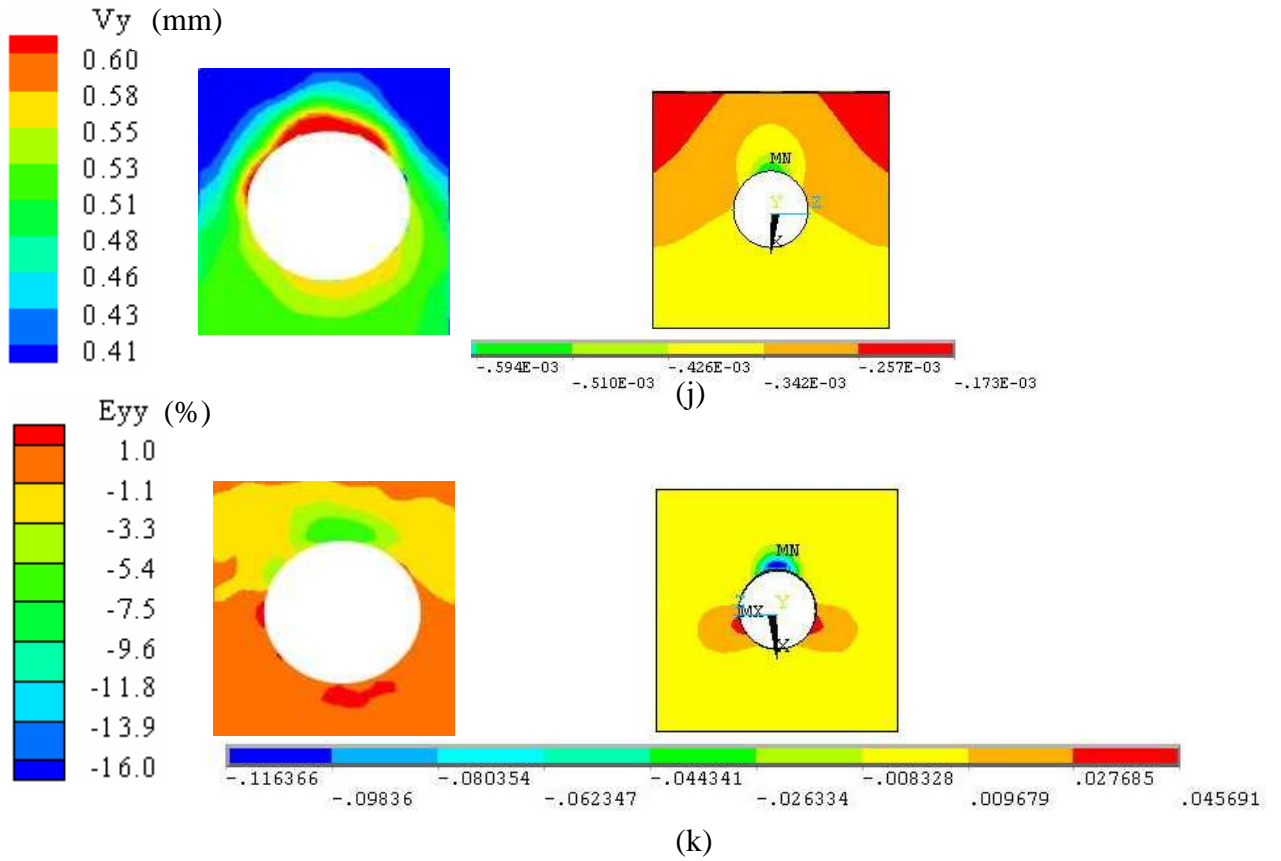 Vy (mm)
0.60
0.58
0.55
0.53
0.51
0.48
0.46
0.43
0.41
MN
Y
Z
X
-.594E-03 -.426E-03 -.257E-03
-.510E-03 -.342E-03 -.173E-03
(j)
Eyy (%)
1.0
-1.1
-3.3
-5.4
-7.5
-9.6
-11.8
-13.9
-16.0
MN
Y
MX
X
-.116366 -.080354 -.044341 -.008328 .027685
-.09836 -.062347 -.026334 .009679 .045691
(k)